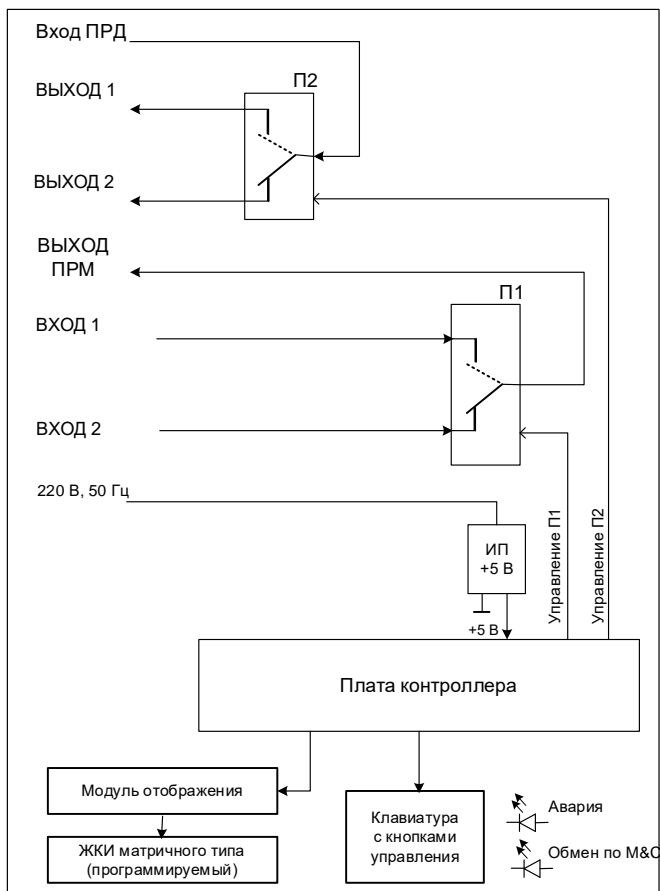 Вход ПРД
ВЫХОД 1
П2
ВЫХОД 2
ВЫХОД
ПРМ
П1
ВХОД 1
ВХОД 2
220 В, 50 Гц
ИП
+5 В
Управление П1
Управление П2
+5 В
Плата контроллера
Модуль отображения
ЖКИ матричного типа
(программируемый)
Клавиатура
с кнопками
управления
Авария
Обмен по M&C